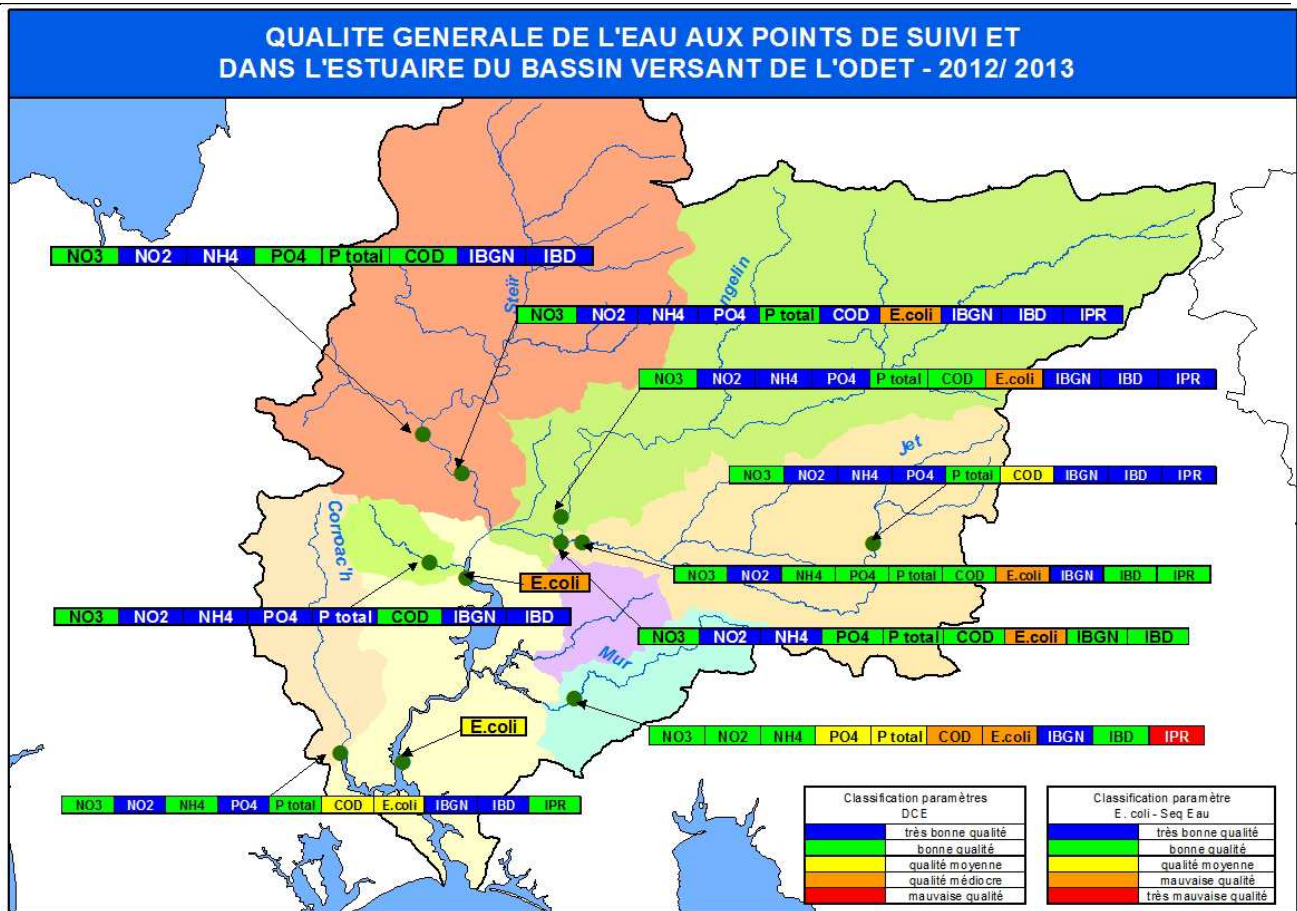 QUALITE GENERALE DE L'EAU AUX POINTS DE SUIVI ET
DANS L'ESTUAIRE DU BASSIN VERSANT DE L'ODET - 2012/ 2013
NO3 NO2 NH4 PO4 P total COD IBGN IBD
Steïr
ngelin
NO3 NO2 NH4 PO4 P total COD E.coli IBGN IBD IPR
NO3 NO2 NH4 PO4 P total COD E.coli IBGN IBD IPR
Jet
NO3 NO2 NH4 PO4 P total COD IBGN IBD IPR
Corroac'h
E.coli
NO3 NO2 NH4 PO4 P total COD E.coli IBGN IBD IPR
NO3 NO2 NH4 PO4 P total COD IBGN IBD
NO3 NO2 NH4 PO4 P total COD E.coli IBGN IBD
Mur
E.coli
NO3 NO2 NH4 PO4 P total COD E.coli IBGN IBD IPR
NO3 NO2 NH4 PO4 P total COD E.coli IBGN IBD IPR
Classification paramètres
DCE
très bonne qualité
bonne qualité
qualité moyenne
qualité médiocre
mauvaise qualité
Classification paramètre
E. coli - Seq Eau
très bonne qualité
bonne qualité
qualité moyenne
mauvaise qualité
très mauvaise qualité